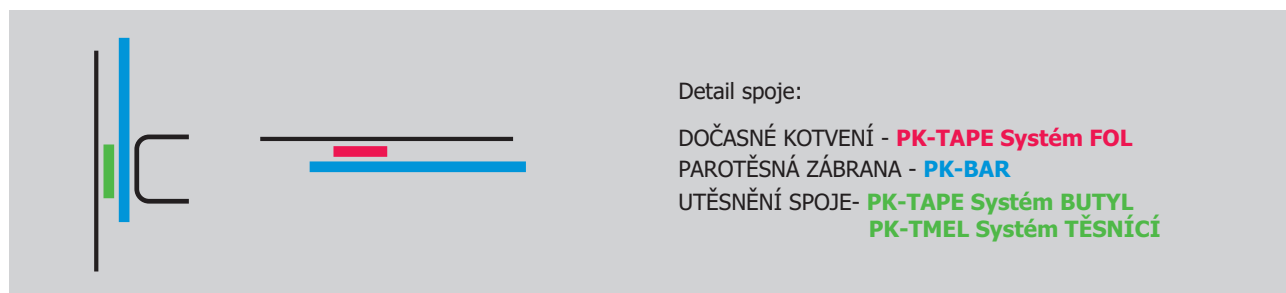 Detail spoje:
DOČASNÉ KOTVENÍ - PK-TAPE Systém FOL
PAROTĚSNÁ ZÁBRANA - PK-BAR
UTĚSNĚNÍ SPOJE- PK-TAPE Systém BUTYL
PK-TMEL Systém TĚSNÍCÍ